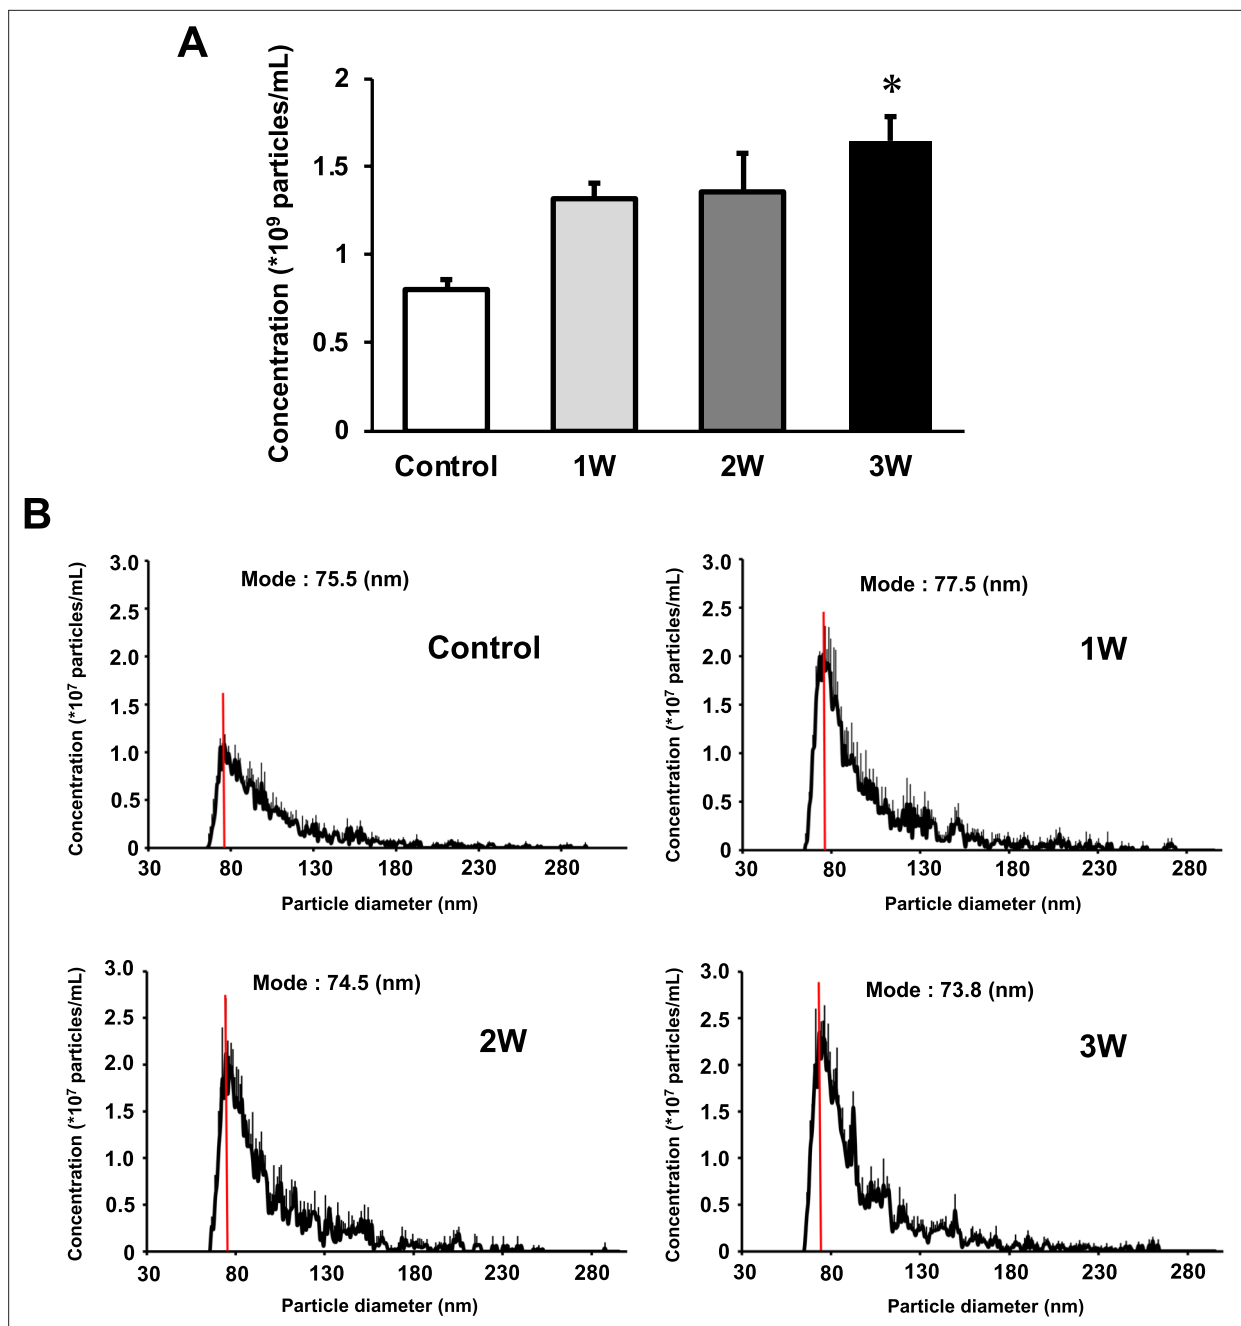 A
Concentration (*10⁹ particles/mL)
2
1.5
1
0.5
0
*
Control 1W 2W 3W
B
Concentration (*10⁷ particles/mL)
3.0
2.5
2.0
1.5
1.0
0.5
0
Mode : 75.5 (nm)
Control
30 80 130 180 230 280
Particle diameter (nm)
Concentration (*10⁷ particles/mL)
3.0
2.5
2.0
1.5
1.0
0.5
0
Mode : 77.5 (nm)
1W
30 80 130 180 230 280
Particle diameter (nm)
Concentration (*10⁷ particles/mL)
3.0
2.5
2.0
1.5
1.0
0.5
0
Mode : 74.5 (nm)
2W
30 80 130 180 230 280
Particle diameter (nm)
Concentration (*10⁷ particles/mL)
3.0
2.5
2.0
1.5
1.0
0.5
0
Mode : 73.8 (nm)
3W
30 80 130 180 230 280
Particle diameter (nm)